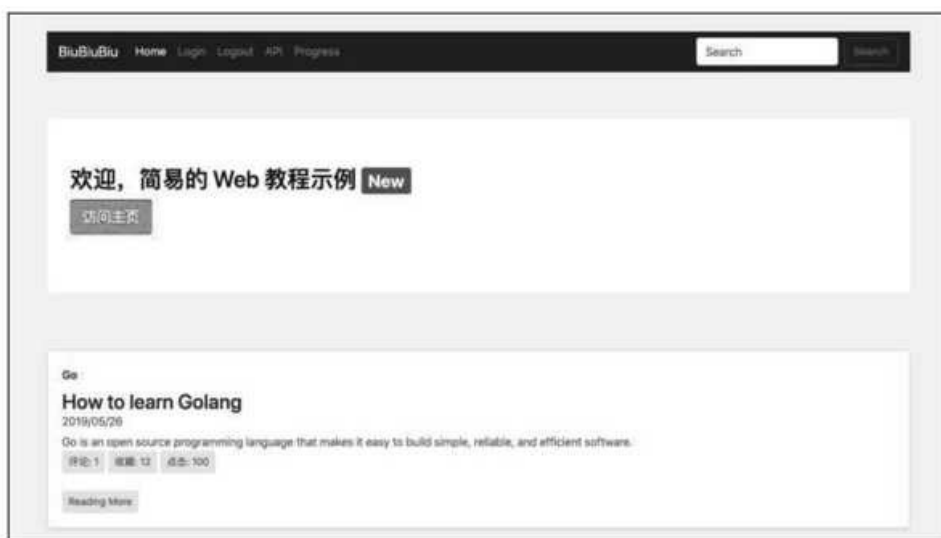 BiuBiuBiu Home Login Logout API Progress Search Search
欢迎，简易的 Web 教程示例 New
访问主页
Go
How to learn Golang
2019/05/26
Go is an open source programming language that makes it easy to build simple, reliable, and efficient software.
评论: 1 收藏: 12 点击: 100
Reading More